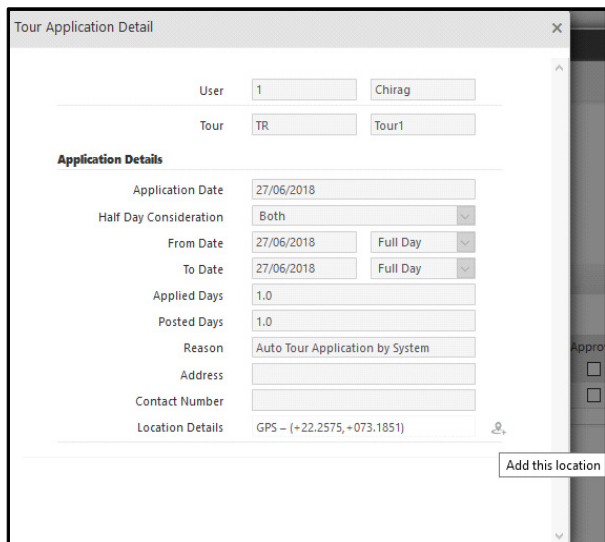 Tour Application Detail ×
User 1 Chirag
Tour TR Tour1
Application Details
Application Date 27/06/2018
Half Day Consideration Both
From Date 27/06/2018 Full Day
To Date 27/06/2018 Full Day
Applied Days 1.0
Posted Days 1.0
Reason Auto Tour Application by System
Appro
Address
Contact Number
Location Details GPS – (+22.2575,+073.1851)
Add this location